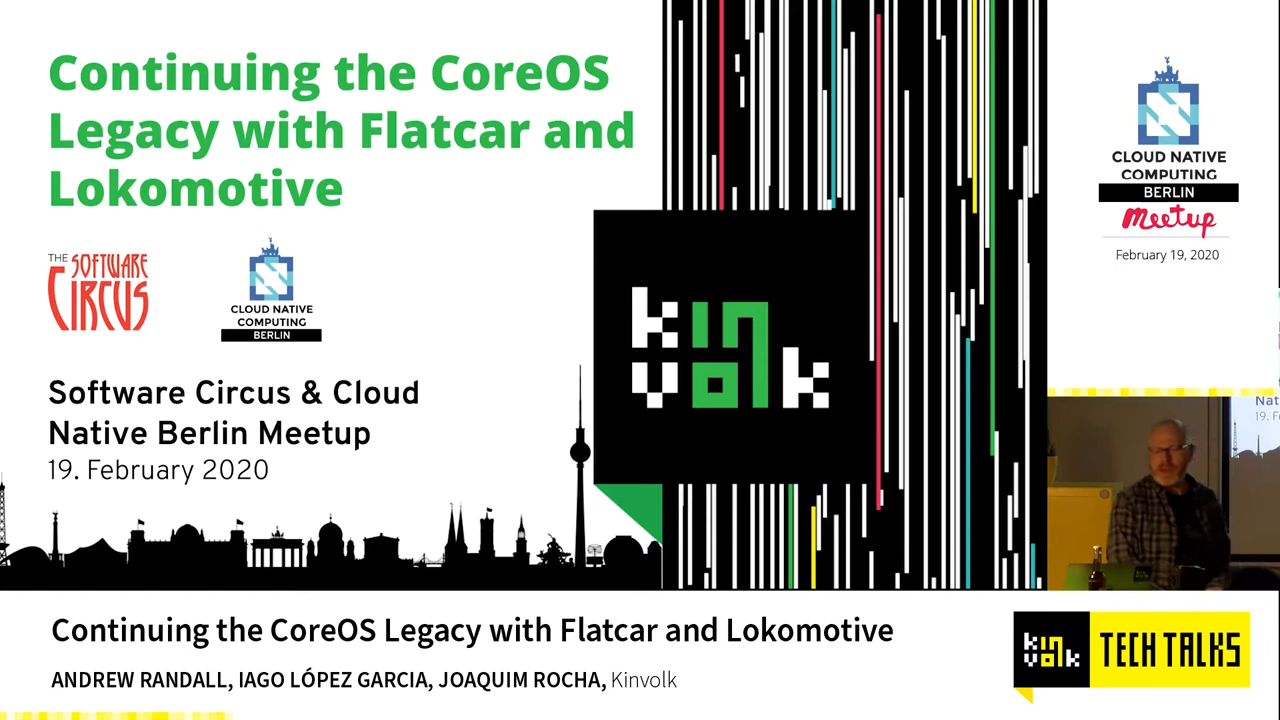 Continuing the CoreOS
Legacy with Flatcar and
Lokomotive
THE SOFTWARE
CIRCUS
CLOUD NATIVE
COMPUTING
BERLIN
Software Circus & Cloud
Native Berlin Meetup
19. February 2020
kin
volk
CLOUD NATIVE
COMPUTING
BERLIN
meetup
February 19, 2020
Nat
19. F
Continuing the CoreOS Legacy with Flatcar and Lokomotive
ANDREW RANDALL, IAGO LÓPEZ GARCIA, JOAQUIM ROCHA, Kinvolk
kin
volk
TECH TALKS